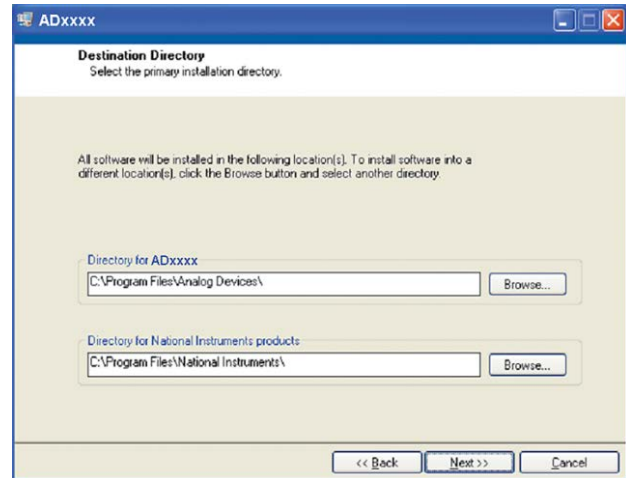 ADxxxx
Destination Directory
Select the primary installation directory.
All software will be installed in the following location(s). To install software into a
different location(s), click the Browse button and select another directory.
Directory for ADxxxx
C:\Program Files\Analog Devices\
Browse...
Directory for National Instruments products
C:\Program Files\National Instruments\
Browse...
<< Back
Next >>
Cancel